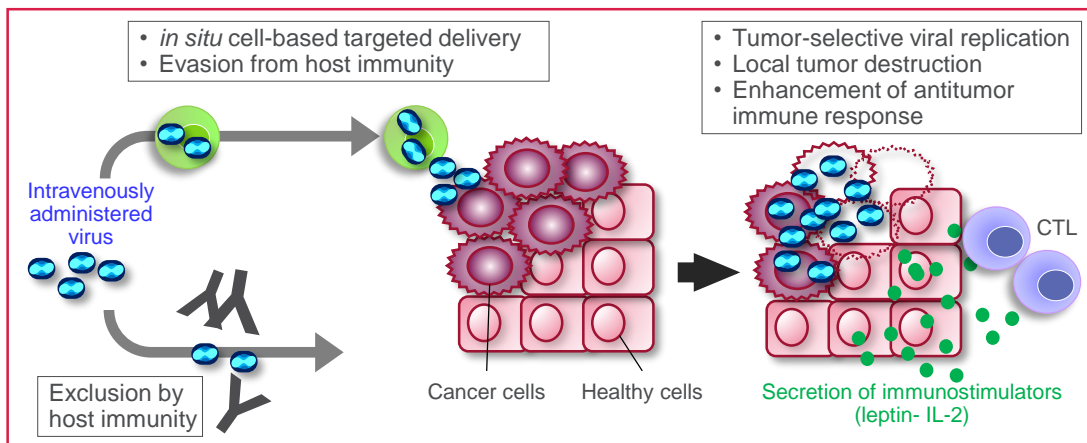 • in situ cell-based targeted delivery
• Evasion from host immunity
• Tumor-selective viral replication
• Local tumor destruction
• Enhancement of antitumor
immune response
Intravenously
administered
virus
CTL
Exclusion by
host immunity
Cancer cells
Healthy cells
Secretion of immunostimulators
(leptin- IL-2)